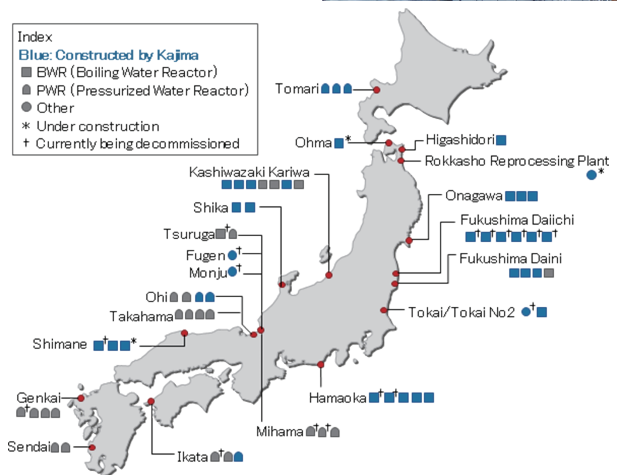 Index
Blue: Constructed by Kajima
BWR (Boiling Water Reactor)
PWR (Pressurized Water Reactor)
Other
* Under construction
† Currently being decommissioned
Tomari
Ohma *
Higashidori
Rokkasho Reprocessing Plant
*
Kashiwazaki Kariwa
Onagawa
Shika
Fukushima Daiichi
† † † † † †
Tsuruga †
Fugen †
Fukushima Daini
Monju †
Ohi
Takahama
Tokai/Tokai No2 †
Shimane † *
Genkai
†
Hamaoka † †
Mihama † †
Sendai
Ikata †